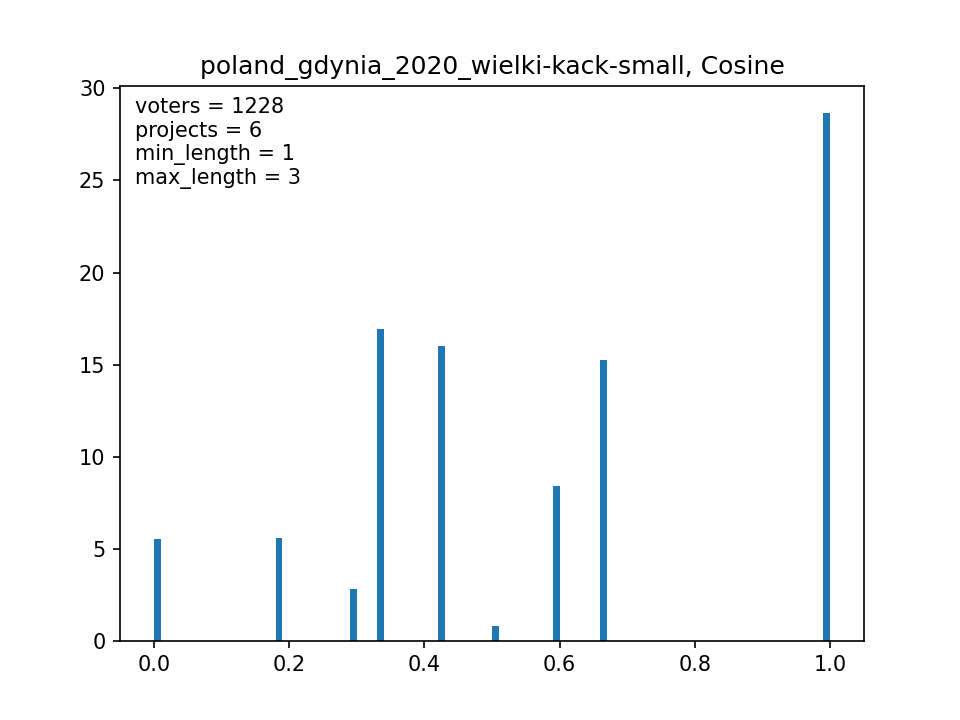 poland_gdynia_2020_wielki-kack-small, Cosine
voters = 1228
projects = 6
min_length = 1
max_length = 3
30
25
20
15
10
5
0
0.0 0.2 0.4 0.6 0.8 1.0